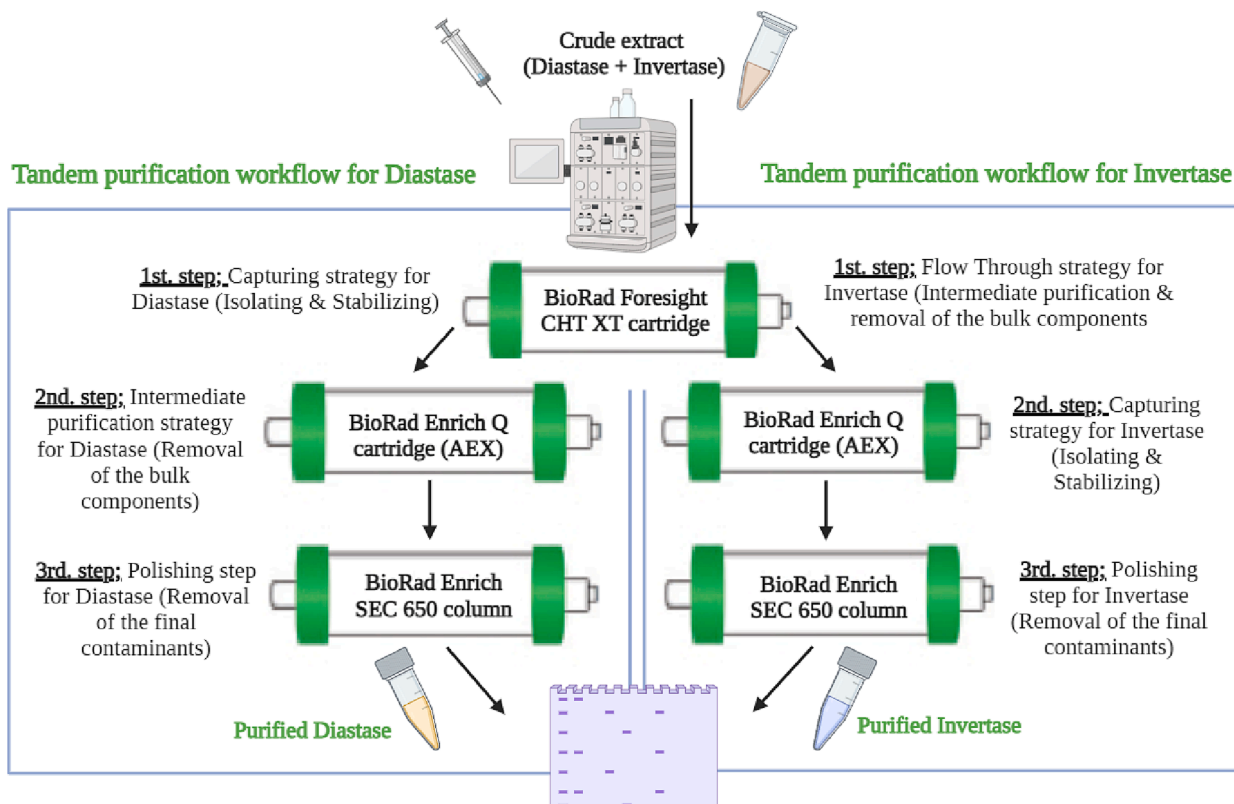 Crude extract
(Diastase + Invertase)
Tandem purification workflow for Diastase
Tandem purification workflow for Invertase
1st. step; Capturing strategy for
Diastase (Isolating & Stabilizing)
BioRad Foresight
CHT XT cartridge
1st. step; Flow Through strategy for
Invertase (Intermediate purification &
removal of the bulk components
2nd. step; Intermediate
purification strategy
for Diastase (Removal
of the bulk
components)
BioRad Enrich Q
cartridge (AEX)
BioRad Enrich Q
cartridge (AEX)
2nd. step; Capturing
strategy for Invertase
(Isolating &
Stabilizing)
3rd. step; Polishing step
for Diastase (Removal
of the final
contaminants)
BioRad Enrich
SEC 650 column
BioRad Enrich
SEC 650 column
3rd. step; Polishing
step for Invertase
(Removal of the final
contaminants)
Purified Diastase
Purified Invertase